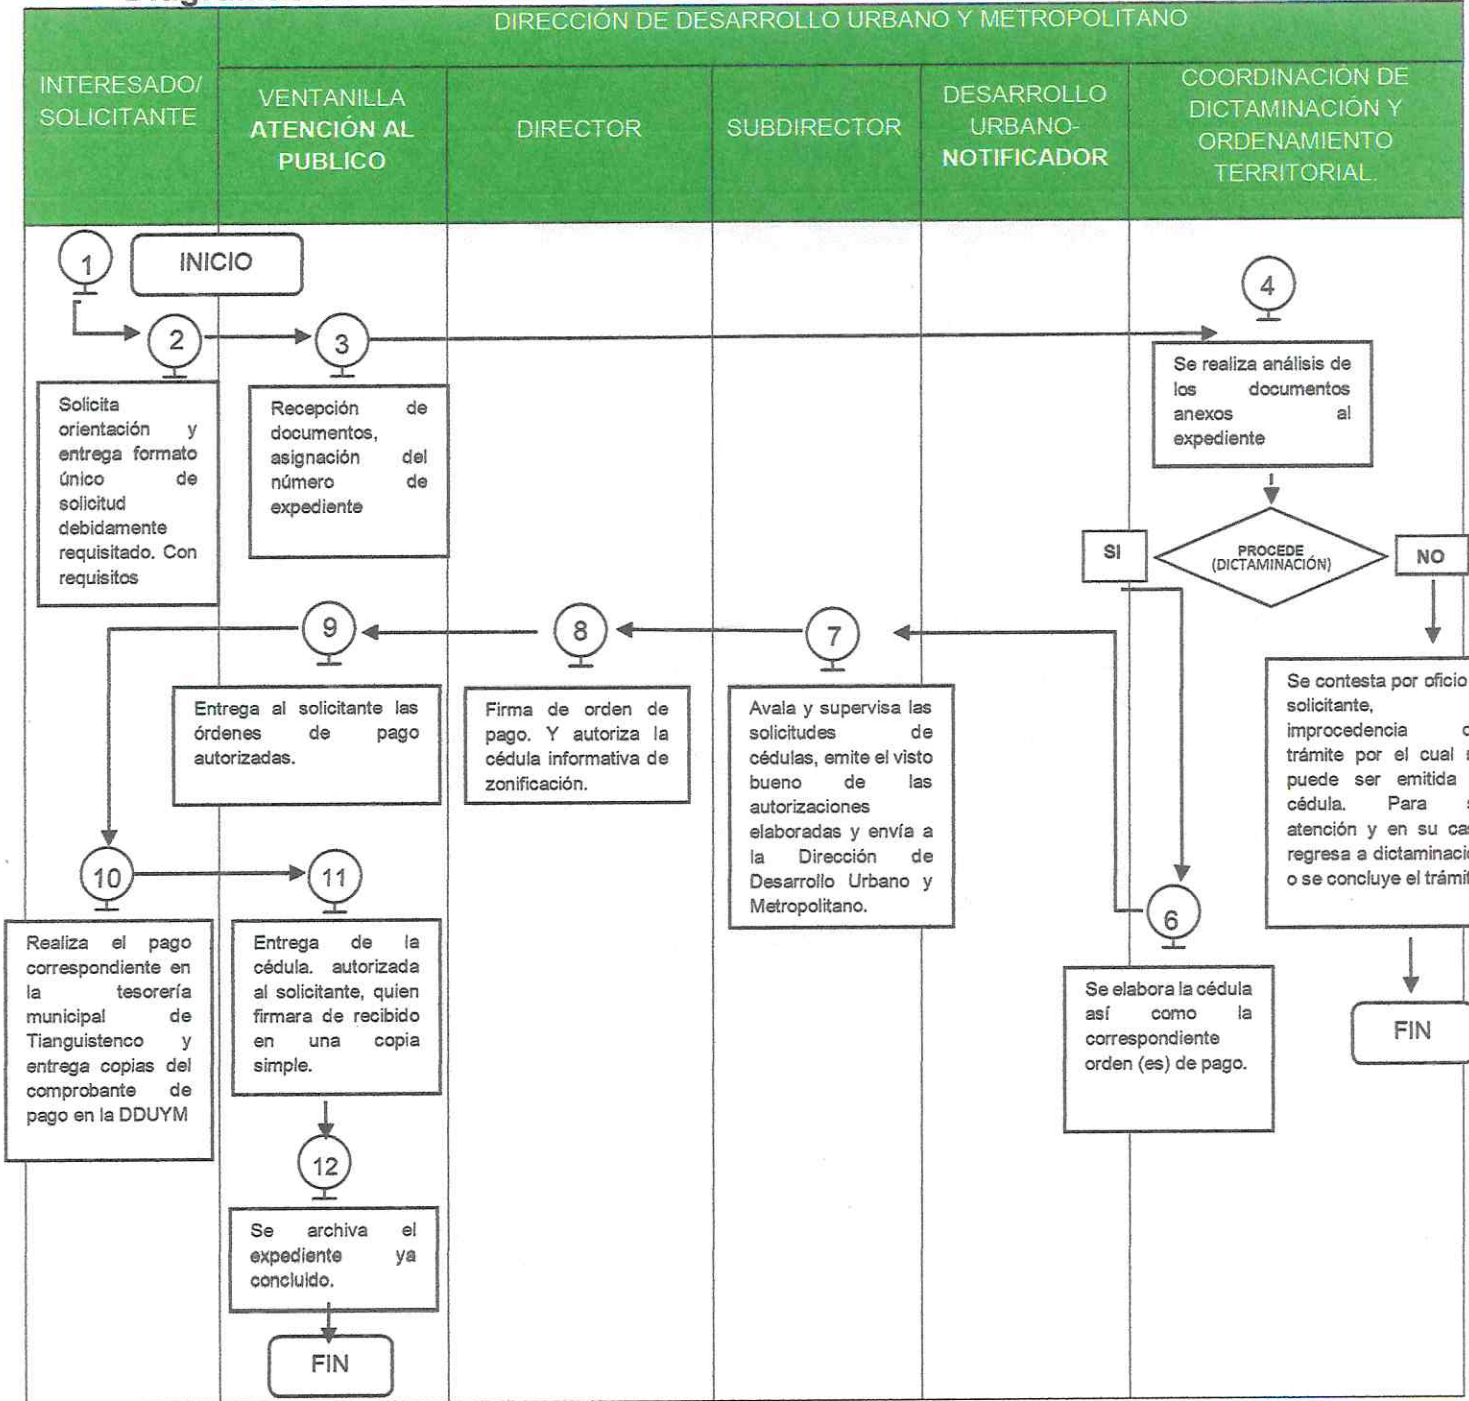 DIRECCIÓN DE DESARROLLO URBANO Y METROPOLITANO
INTERESADO/
SOLICITANTE
VENTANILLA
ATENCIÓN AL
PUBLICO
DIRECTOR
SUBDIRECTOR
DESARROLLO
URBANO-
NOTIFICADOR
COORDINACIÓN DE
DICTAMINACIÓN Y
ORDENAMIENTO
TERRITORIAL.
1
INICIO
2
Solicita
orientación y
entrega formato
único de
solicitud
debidamente
requisitado. Con
requisitos
3
Recepción de
documentos,
asignación del
número de
expediente
4
Se realiza análisis de
los documentos
anexos al
expediente
SI
PROCEDE
(DICTAMINACIÓN)
NO
Se contesta por oficio
solicitante,
improcedencia
trámite por el cual
puede ser emitida
cédula. Para
atención y en su
regresa a
o se concluye el
FIN
6
Se elabora la cédula
así como la
correspondiente
orden (es) de pago.
7
Avala y supervisa las
solicitudes de
cédulas, emite el visto
bueno de las
autorizaciones
elaboradas y envía a
la Dirección de
Desarrollo Urbano y
Metropolitano.
8
Firma de orden de
pago. Y autoriza la
cédula informativa de
zonificación.
9
Entrega al solicitante las
órdenes de pago
autorizadas.
10
Realiza el pago
correspondiente en
la tesorería
municipal de
Tianguistenco y
entrega copias del
comprobante de
pago en la DDUYM
11
Entrega de la
cédula. autorizada
al solicitante, quien
firmara de recibido
en una copia
simple.
12
Se archiva el
expediente ya
concluido.
FIN